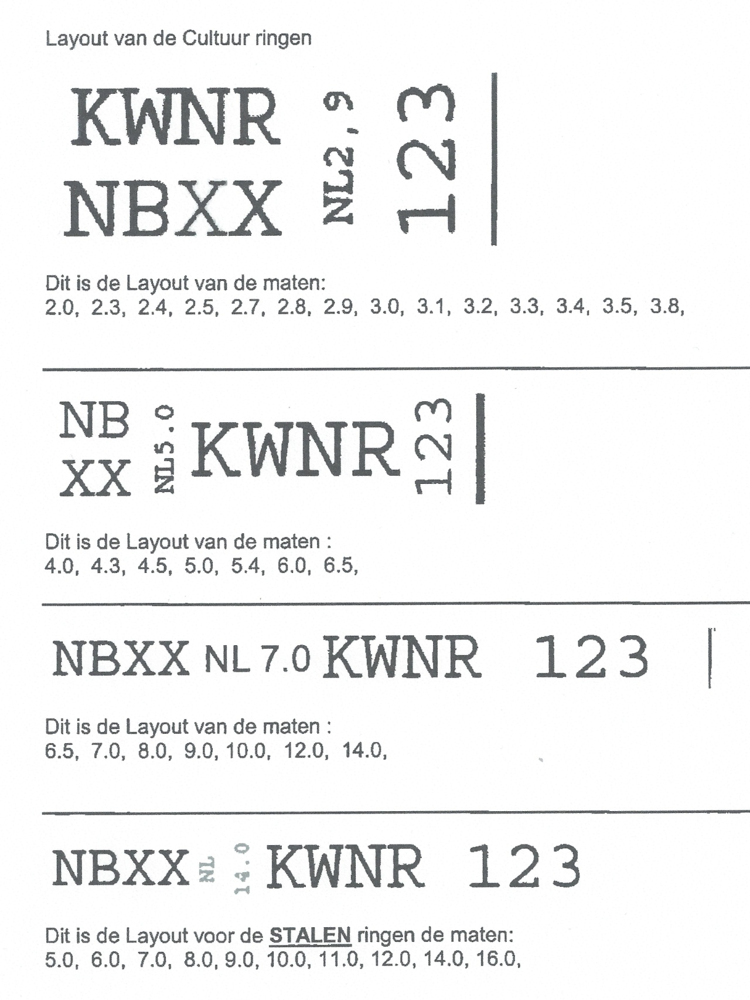 Layout van de Cultuur ringen
KWNR
NBXX
NL2,9
123
Dit is de Layout van de maten:
2.0, 2.3, 2.4, 2.5, 2.7, 2.8, 2.9, 3.0, 3.1, 3.2, 3.3, 3.4, 3.5, 3.8,
NB
XX
NL5.0
KWNR
123
Dit is de Layout van de maten :
4.0, 4.3, 4.5, 5.0, 5.4, 6.0, 6.5,
NBXX NL 7.0 KWNR 123
Dit is de Layout van de maten :
6.5, 7.0, 8.0, 9.0, 10.0, 12.0, 14.0,
NBXX NL 14.0 KWNR 123
Dit is de Layout voor de STALEN ringen de maten:
5.0, 6.0, 7.0, 8.0, 9.0, 10.0, 11.0, 12.0, 14.0, 16.0,